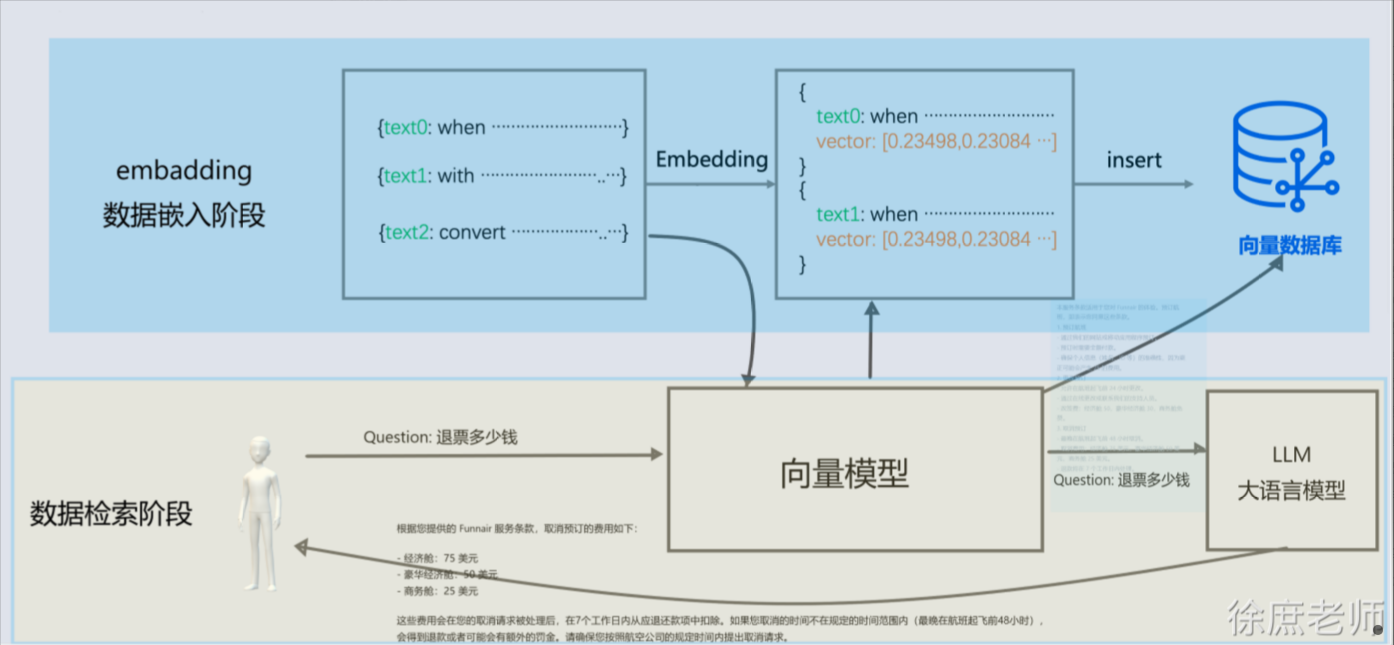 embadding
数据嵌入阶段
{text0: when ……………………}
{text1: with …………………..…}
{text2: convert ………………..…}
Embedding
{
text0: when ……………………
vector: [0.23498,0.23084 …]
}
{
text1: when ……………………
vector: [0.23498,0.23084 …]
}
insert
向量数据库
数据检索阶段
Question: 退票多少钱
向量模型
Question: 退票多少钱
LLM
大语言模型
根据您提供的 Funnair 服务条款，取消预订的费用如下：
- 经济舱：75 美元
- 豪华经济舱：50 美元
- 商务舱：25 美元
这些费用会在您的取消请求被处理后，在7个工作日内从应退还款项中扣除。如果您取消的时间不在规定的时间范围内（最晚在航班起飞前48小时），
会得到退款或者可能会有额外的罚金。请确保您按照航空公司的规定时间内提出取消请求。
徐庶老师